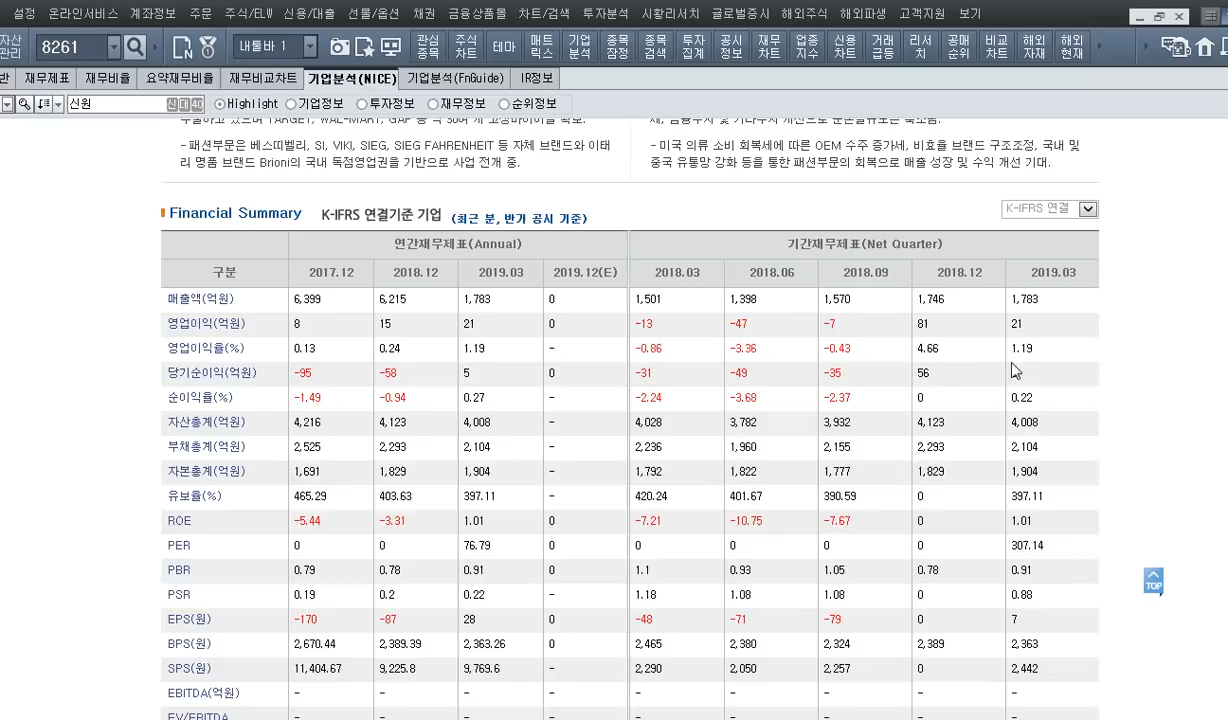 설정 온라인서비스 계좌정보 주문 주식/ELW 신용/대출 선물/옵션 채권 금융상품몰 차트/검색 투자분석 시황리서치 글로벌증시 해외주식 해외파생 고객지원 보기
자산관리 8261 내툴바 1 관심종목 주식차트 테마 매트릭스 기업분석 종목잠정 종목검색 투자집계 공시정보 재무차트 업종지수 신용차트 거래급등 리서치 공매순위 비교차트 해외지재 해외현재
반 재무제표 재무비율 요약재무비율 재무비교차트 기업분석(NICE) 기업분석(FnGuide) IR정보
신원 신 대 40 Highlight 기업정보 투자정보 재무정보 순위정보
- 패션부문은 베스띠벨리, SI, VIKI, SIEG, SIEG FAHRENHEIT 등 자체 브랜드와 이태
리 명품 브랜드 Brioni의 국내 독점영업권을 기반으로 사업 전개 중.
- 미국 의류 소비 회복세에 따른 OEM 수주 증가세, 비효율 브랜드 구조조정, 국내 및
중국 유통망 강화 등을 통한 패션부문의 회복으로 매출 성장 및 수익 개선 기대.
Financial Summary K-IFRS 연결기준 기업 (최근 분, 반기 공시 기준) K-IFRS 연결
연간재무제표(Annual) 기간재무제표(Net Quarter)
구분 2017.12 2018.12 2019.03 2019.12(E) 2018.03 2018.06 2018.09 2018.12 2019.03
매출액(억원) 6,399 6,215 1,783 0 1,501 1,398 1,570 1,746 1,783
영업이익(억원) 8 15 21 0 -13 -47 -7 81 21
영업이익률(%) 0.13 0.24 1.19 - -0.86 -3.36 -0.43 4.66 1.19
당기순이익(억원) -95 -58 5 0 -31 -49 -35 56
순이익률(%) -1.49 -0.94 0.27 - -2.24 -3.68 -2.37 0 0.22
자산총계(억원) 4,216 4,123 4,008 - 4,028 3,782 3,932 4,123 4,008
부채총계(억원) 2,525 2,293 2,104 - 2,236 1,960 2,155 2,293 2,104
자본총계(억원) 1,691 1,829 1,904 - 1,792 1,822 1,777 1,829 1,904
유보율(%) 465.29 403.63 397.11 - 420.24 401.67 390.59 0 397.11
ROE -5.44 -3.31 1.01 0 -7.21 -10.75 -7.67 0 1.01
PER 0 0 76.79 0 0 0 0 0 307.14
PBR 0.79 0.78 0.91 0 1.1 0.93 1.05 0.78 0.91
PSR 0.19 0.2 0.22 - 1.18 1.08 1.08 0 0.88
EPS(원) -170 -87 28 0 -48 -71 -79 0 7
BPS(원) 2,670.44 2,389.39 2,363.26 0 2,465 2,380 2,324 2,389 2,363
SPS(원) 11,404.67 9,225.8 9,769.6 - 2,290 2,050 2,257 0 2,442
EBITDA(억원) - - - - - - - - -
EV/EBITDA
TOP